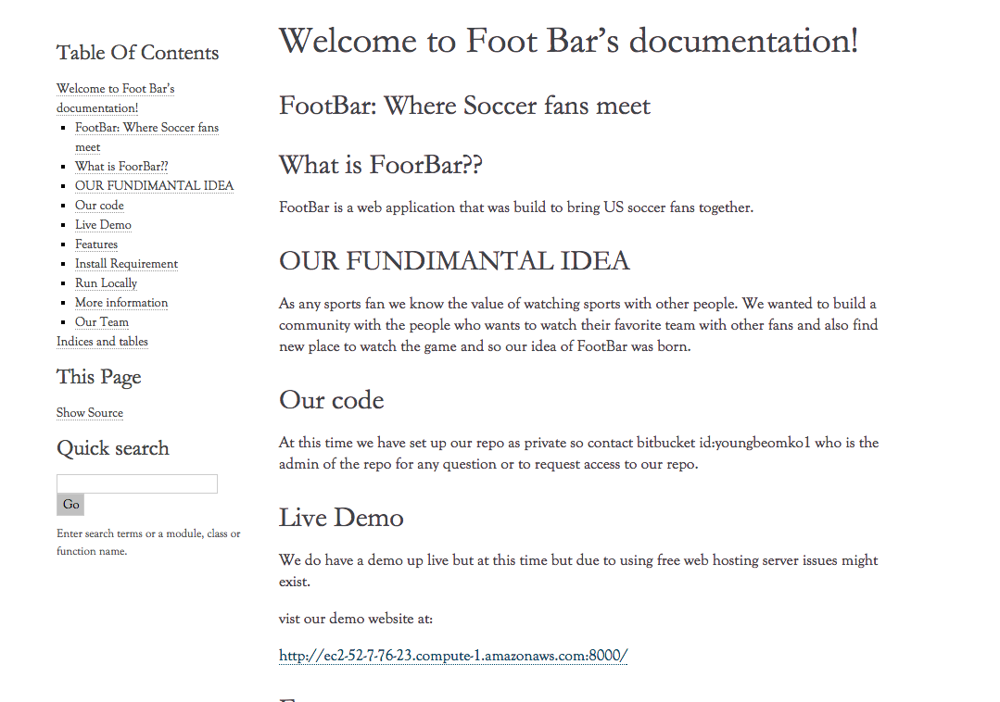 Table Of Contents
Welcome to Foot Bar's
documentation!
FootBar: Where Soccer fans
meet
What is FoorBar??
OUR FUNDIMANTAL IDEA
Our code
Live Demo
Features
Install Requirement
Run Locally
More information
Our Team
Indices and tables
This Page
Show Source
Quick search
Go
Enter search terms or a module, class or
function name.
Welcome to Foot Bar's documentation!
FootBar: Where Soccer fans meet
What is FoorBar??
FootBar is a web application that was build to bring US soccer fans together.
OUR FUNDIMANTAL IDEA
As any sports fan we know the value of watching sports with other people. We wanted to build a
community with the people who wants to watch their favorite team with other fans and also find
new place to watch the game and so our idea of FootBar was born.
Our code
At this time we have set up our repo as private so contact bitbucket id:youngbeomko1 who is the
admin of the repo for any question or to request access to our repo.
Live Demo
We do have a demo up live but at this time but due to using free web hosting server issues might
exist.
vist our demo website at:
http://ec2-52-7-76-23.compute-1.amazonaws.com:8000/